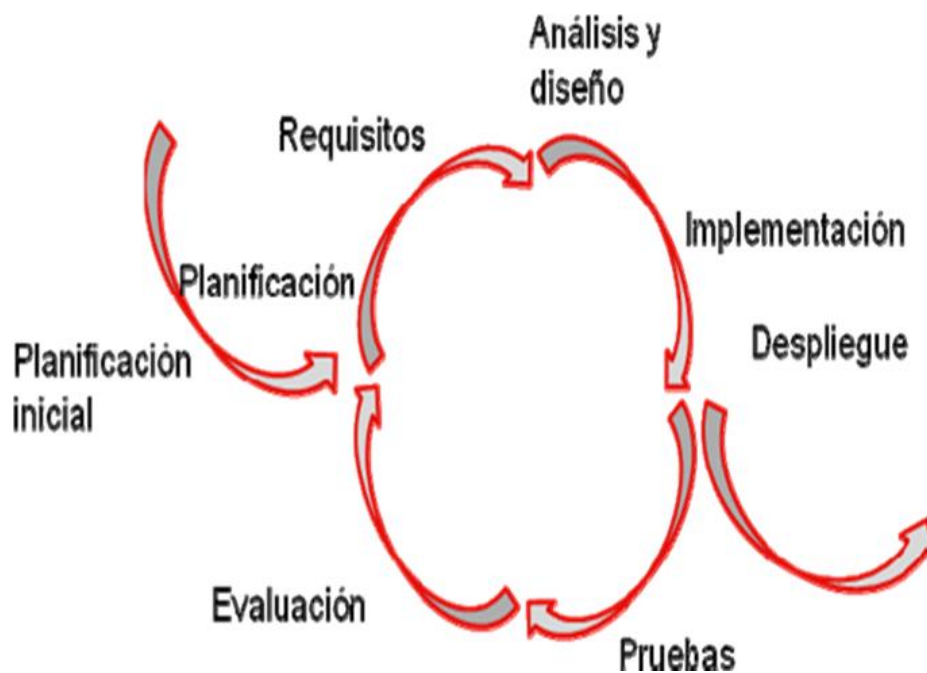 Análisis y
diseño
Requisitos
Implementación
Planificación
Despliegue
Planificación
inicial
Evaluación
Pruebas